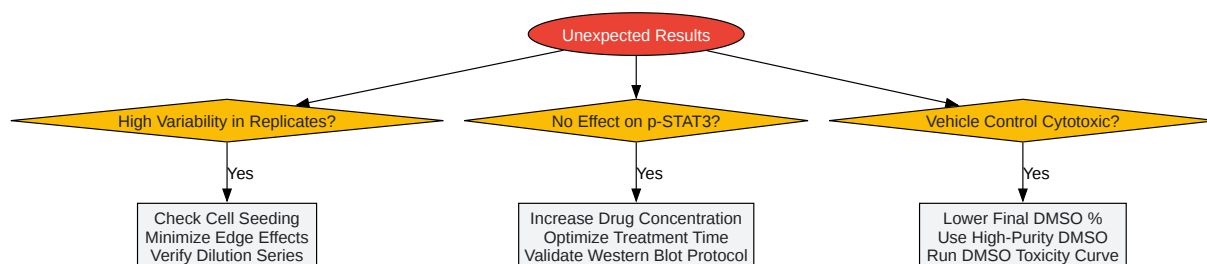 Unexpected Results
High Variability in Replicates?
No Effect on p-STAT3?
Vehicle Control Cytotoxic?
Yes
Yes
Yes
Check Cell Seeding
Minimize Edge Effects
Verify Dilution Series
Increase Drug Concentration
Optimize Treatment Time
Validate Western Blot Protocol
Lower Final DMSO %
Use High-Purity DMSO
Run DMSO Toxicity Curve